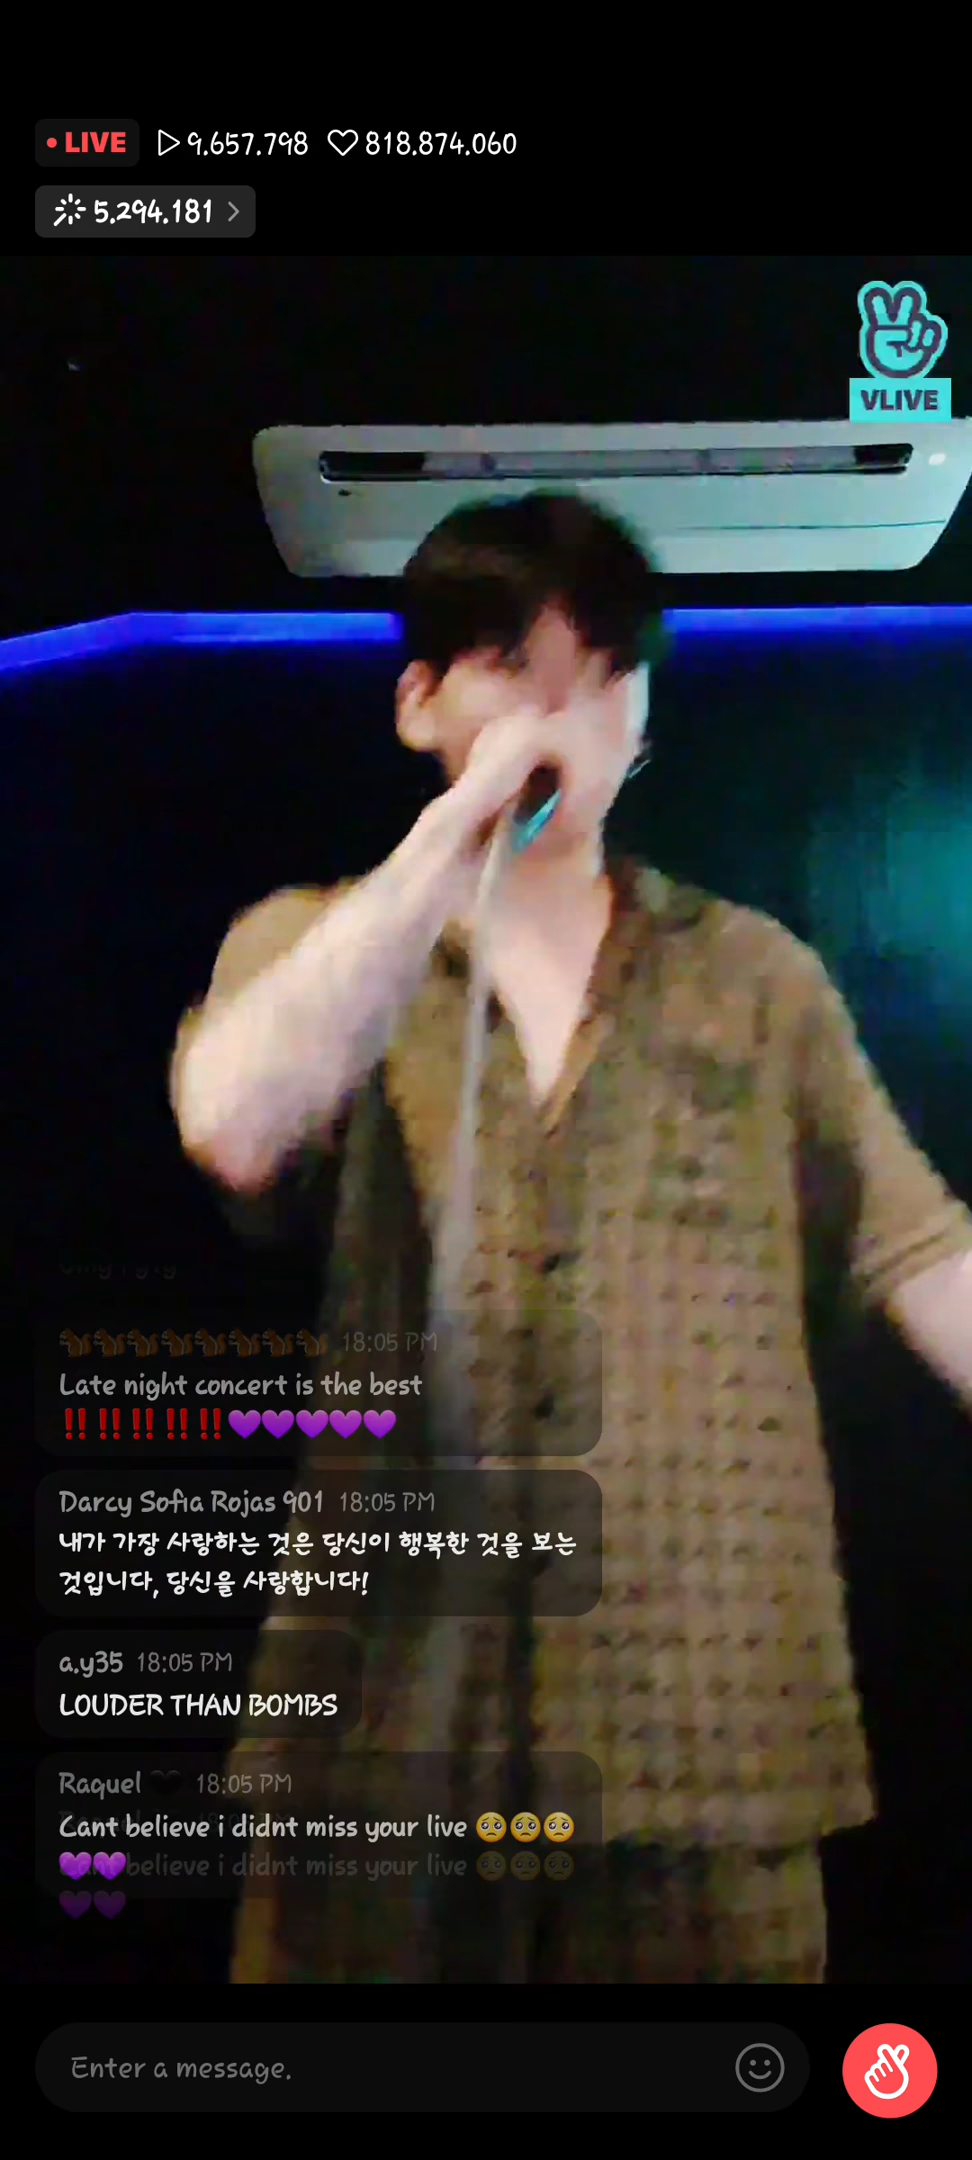 LIVE 9.657.798 818.874.060
5.294.181
VLIVE
18:05 PM
Late night concert is the best
‼️‼️‼️‼️‼️💜💜💜💜💜
Darcy Sofia Rojas 901 18:05 PM
내가 가장 사랑하는 것은 당신이 행복한 것을 보는
것입니다, 당신을 사랑합니다!
a.y35 18:05 PM
LOUDER THAN BOMBS
Raquel 🖤 18:05 PM
Cant believe i didnt miss your live 🥺🥺🥺
💜💜
Enter a message.